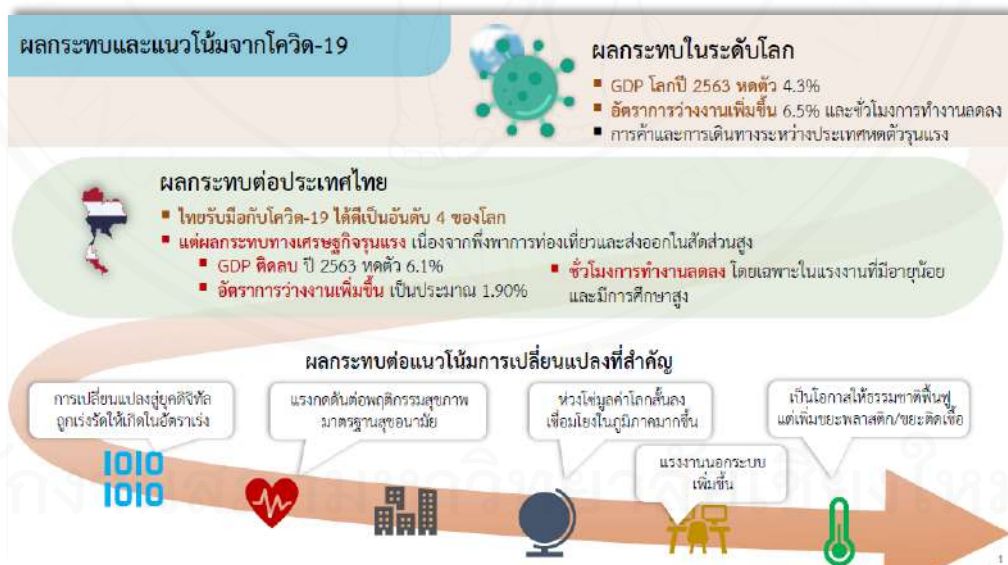 ผลกระทบและแนวโน้มจากโควิด-19
ผลกระทบในระดับโลก
▪ GDP โลกปี 2563 หดตัว 4.3%
▪ อัตราการว่างงานเพิ่มขึ้น 6.5% และชั่วโมงการทำงานลดลง
▪ การค้าและการเดินทางระหว่างประเทศหดตัวรุนแรง
ผลกระทบต่อประเทศไทย
▪ ไทยรับมือกับโควิด-19 ได้ดีเป็นอันดับ 4 ของโลก
▪ แต่ผลกระทบทางเศรษฐกิจรุนแรง เนื่องจากพึ่งพาการท่องเที่ยวและส่งออกในสัดส่วนสูง
▪ GDP ติดลบ ปี 2563 หดตัว 6.1%
▪ อัตราการว่างงานเพิ่มขึ้น เป็นประมาณ 1.90%
▪ ชั่วโมงการทำงานลดลง โดยเฉพาะในแรงงานที่มีอายุน้อย
และมีการศึกษาสูง
ผลกระทบต่อแนวโน้มการเปลี่ยนแปลงที่สำคัญ
การเปลี่ยนแปลงสู่ยุคดิจิทัล
ถูกเร่งรัดให้เกิดในอัตราเร่ง
แรงกดดันต่อพฤติกรรมสุขภาพ
มาตรฐานสุขอนามัย
ห่วงโซ่มูลค่าโลกสั้นลง
เชื่อมโยงในภูมิภาคมากขึ้น
แรงงานนอกระบบ
เพิ่มขึ้น
เป็นโอกาสให้ธรรมชาติฟื้นฟู
แต่เพิ่มขยะพลาสติก/ขยะติดเชื้อ
1010
1010
1